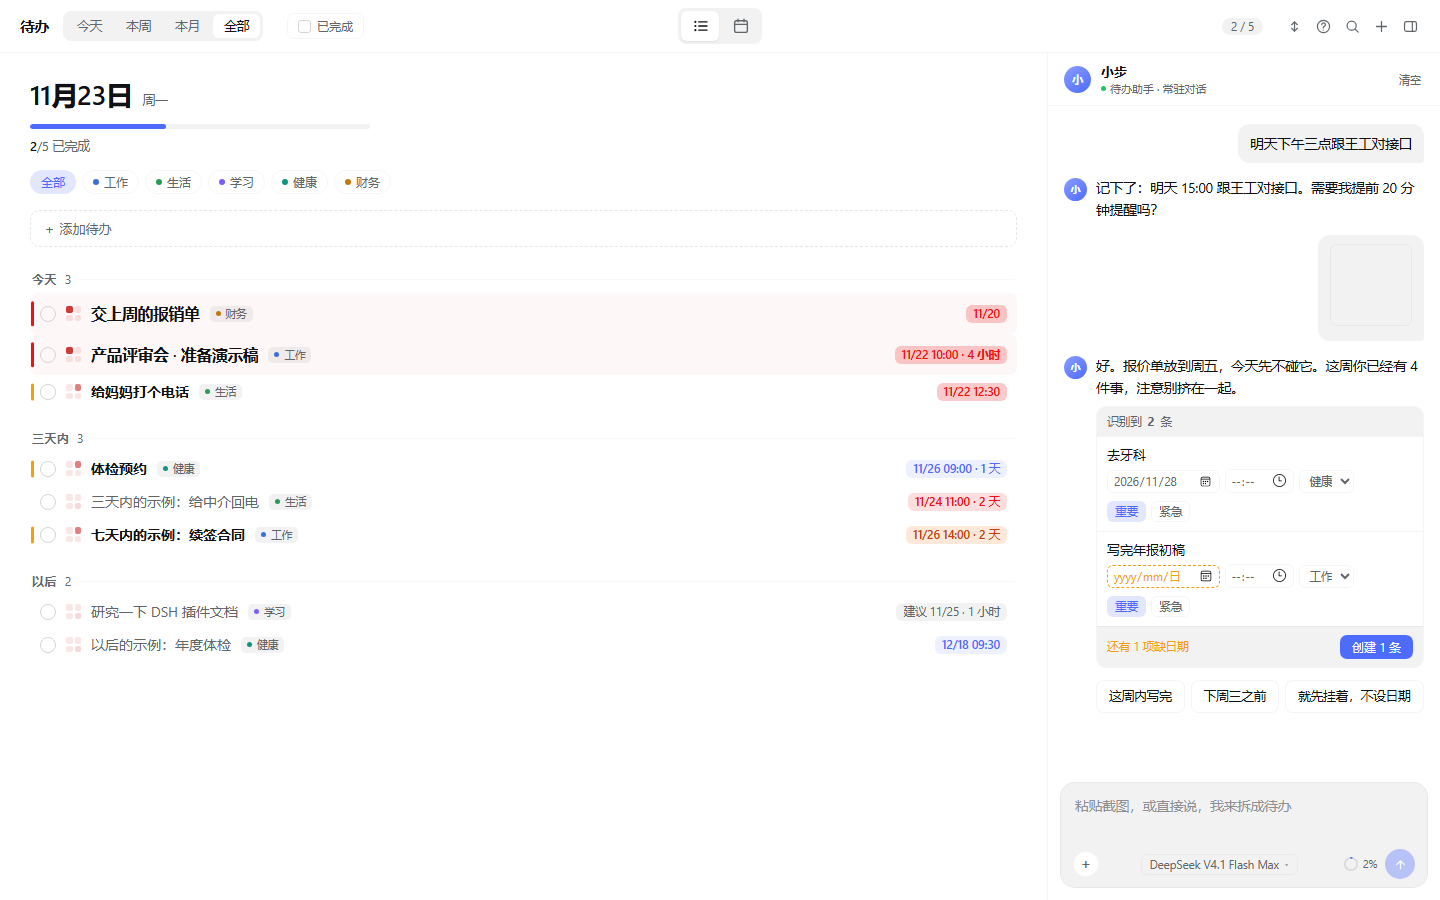 待办 今天 本周 本月 全部 已完成
2 / 5
11月23日 周一
2/5 已完成
全部 工作 生活 学习 健康 财务
+ 添加待办
今天 3
交上周的报销单 财务 11/20
产品评审会 · 准备演示稿 工作 11/22 10:00 · 4 小时
给妈妈打个电话 生活 11/22 12:30
三天内 3
体检预约 健康 11/26 09:00 · 1 天
三天内的示例：给中介回电 生活 11/24 11:00 · 2 天
七天内的示例：续签合同 工作 11/26 14:00 · 2 天
以后 2
研究一下 DSH 插件文档 学习 建议 11/25 · 1 小时
以后的示例：年度体检 健康 12/18 09:30
小 小步
待办助手 · 常驻对话
清空
明天下午三点跟王工对接口
小 记下了：明天 15:00 跟王工对接口。需要我提前 20 分
钟提醒吗？
小 好。报价单放到周五，今天先不碰它。这周你已经有 4
件事，注意别挤在一起。
识别到 2 条
去牙科
2026/11/28 --:-- 健康
重要 紧急
写完年报初稿
yyyy/mm/日 --:-- 工作
重要 紧急
还有 1 项缺日期 创建 1 条
这周内写完 下周三之前 就先挂着，不设日期
粘贴截图，或直接说，我来拆成待办
+ DeepSeek V4.1 Flash Max 2%